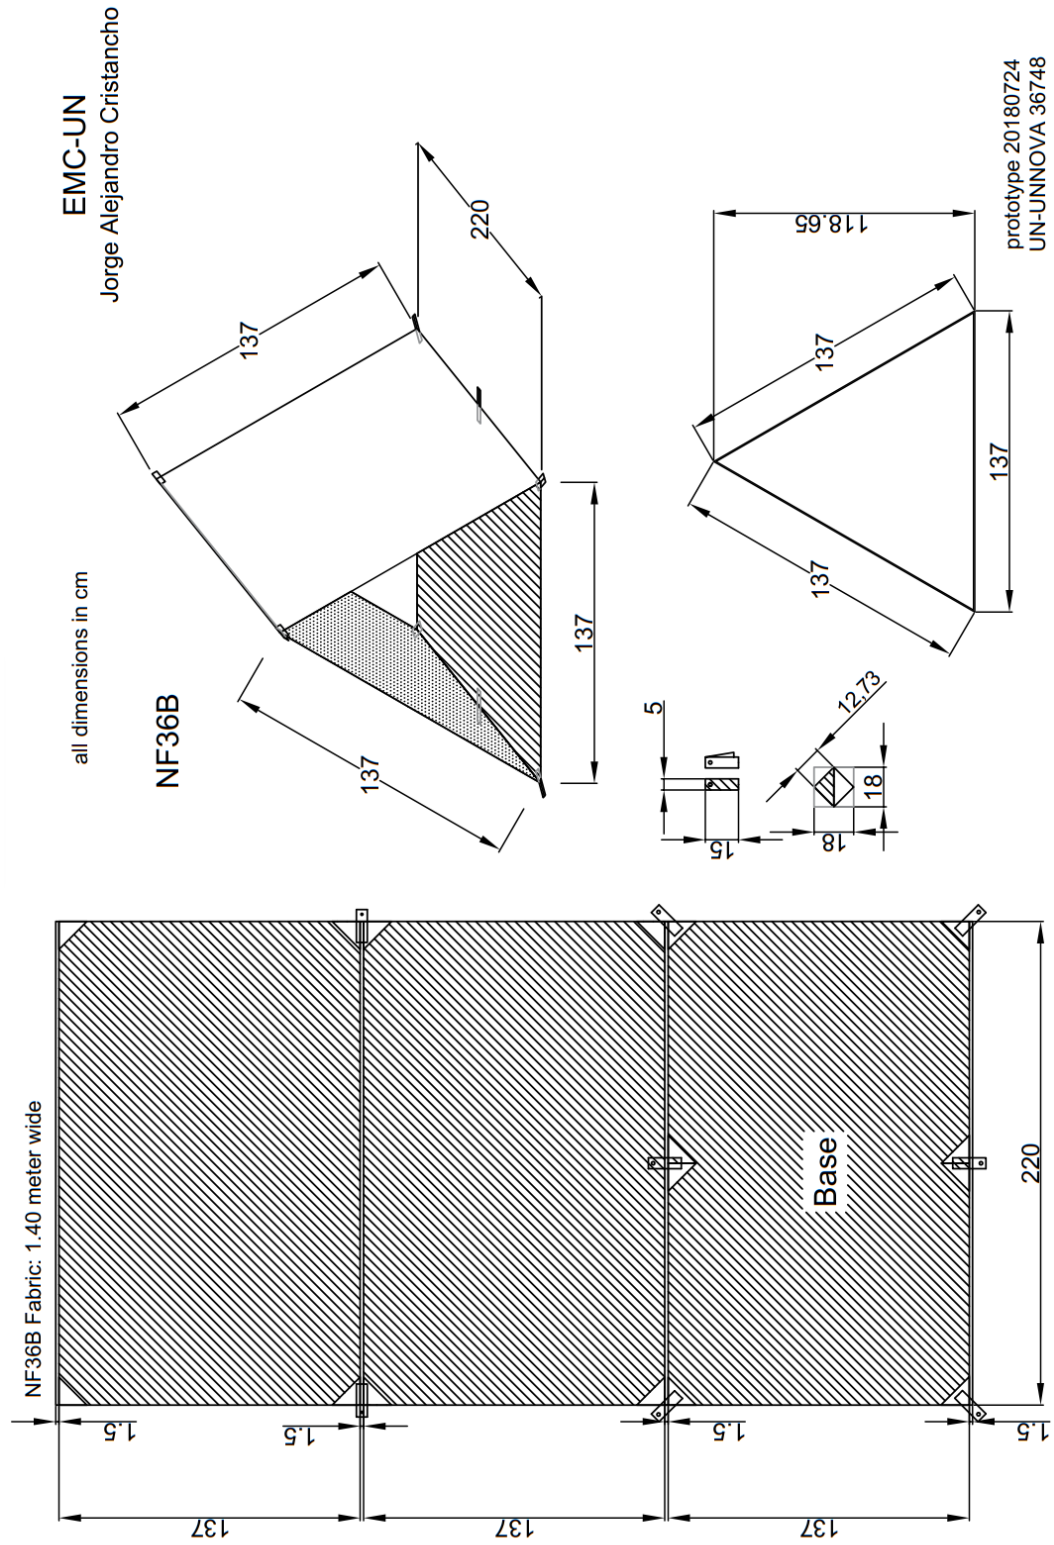 EMC-UN
Jorge Alejandro Cristancho
all dimensions in cm
NF36B
137
220
137
137
118.65
137
137
137
5
15
12,73
18
18
prototype 20180724
UN-UNNOVA 36748
NF36B Fabric: 1.40 meter wide
1.5
1.5
1.5
1.5
137
137
137
Base
220